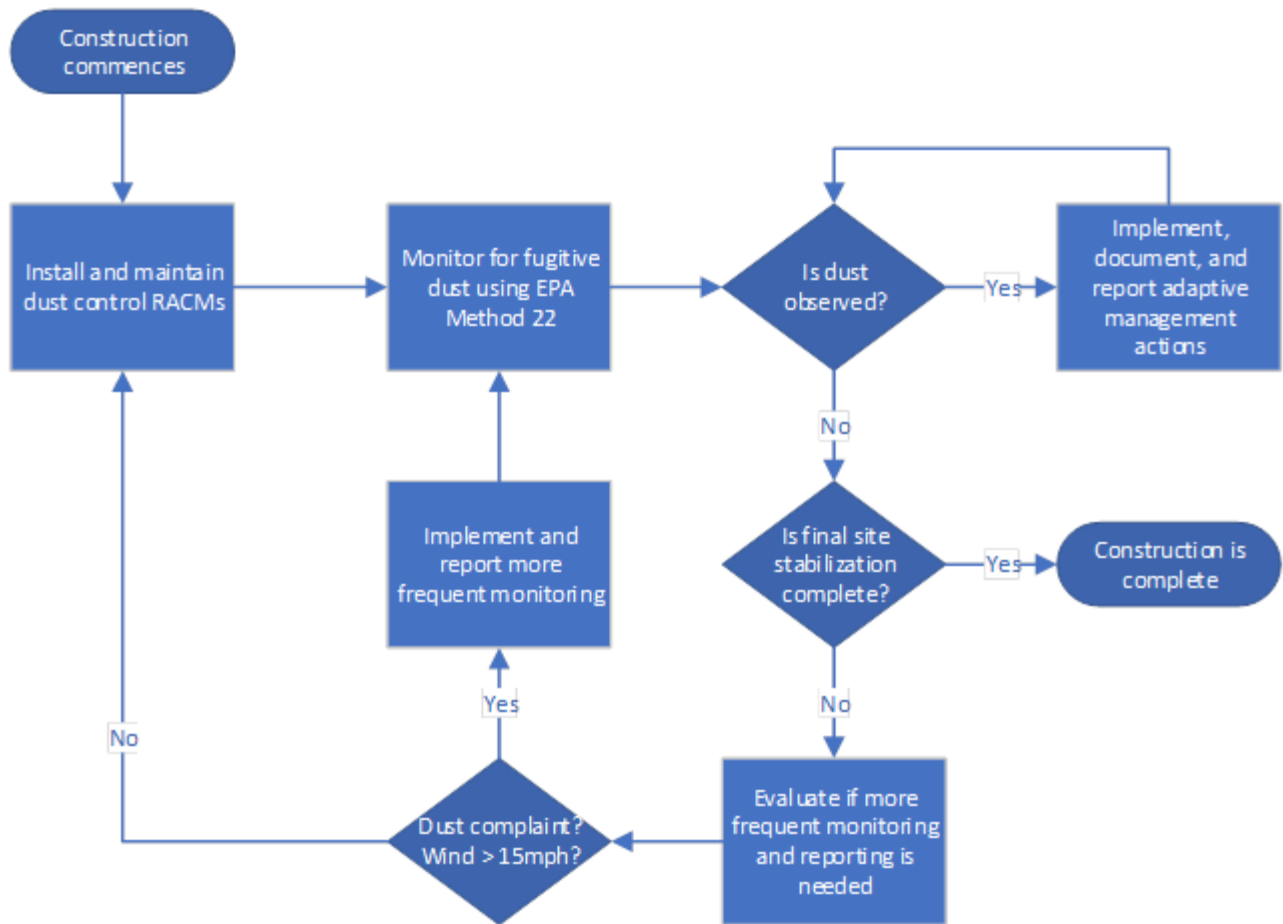 Construction
commences
Install and maintain
dust control RACMs
Monitor for fugitive
dust using EPA
Method 22
Is dust
observed?
Yes
Implement,
document, and
report adaptive
management
actions
No
Is final site
stabilization
complete?
Yes
Construction is
complete
No
Evaluate if more
frequent monitoring
and reporting is
needed
Dust complaint?
Wind > 15mph?
Yes
Implement and
report more
frequent monitoring
No